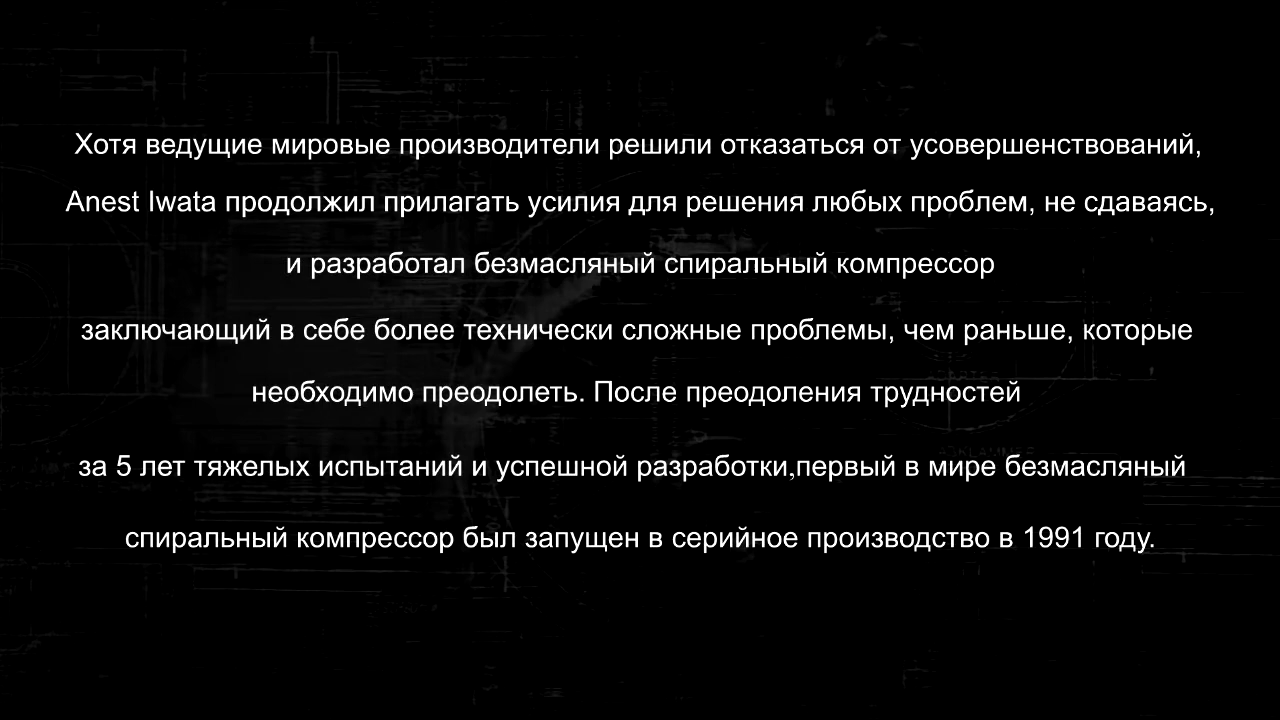 Хотя ведущие мировые производители решили отказаться от усовершенствований,
Anest Iwata продолжил прилагать усилия для решения любых проблем, не сдаваясь,
и разработал безмасляный спиральный компрессор
заключающий в себе более технически сложные проблемы, чем раньше, которые
необходимо преодолеть. После преодоления трудностей
за 5 лет тяжелых испытаний и успешной разработки,первый в мире безмасляный
спиральный компрессор был запущен в серийное производство в 1991 году.